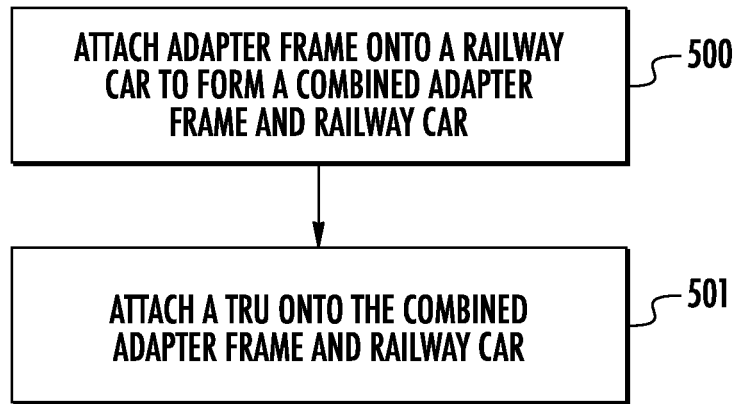 ATTACH ADAPTER FRAME ONTO A RAILWAY
CAR TO FORM A COMBINED ADAPTER
FRAME AND RAILWAY CAR
500
ATTACH A TRU ONTO THE COMBINED
ADAPTER FRAME AND RAILWAY CAR
501